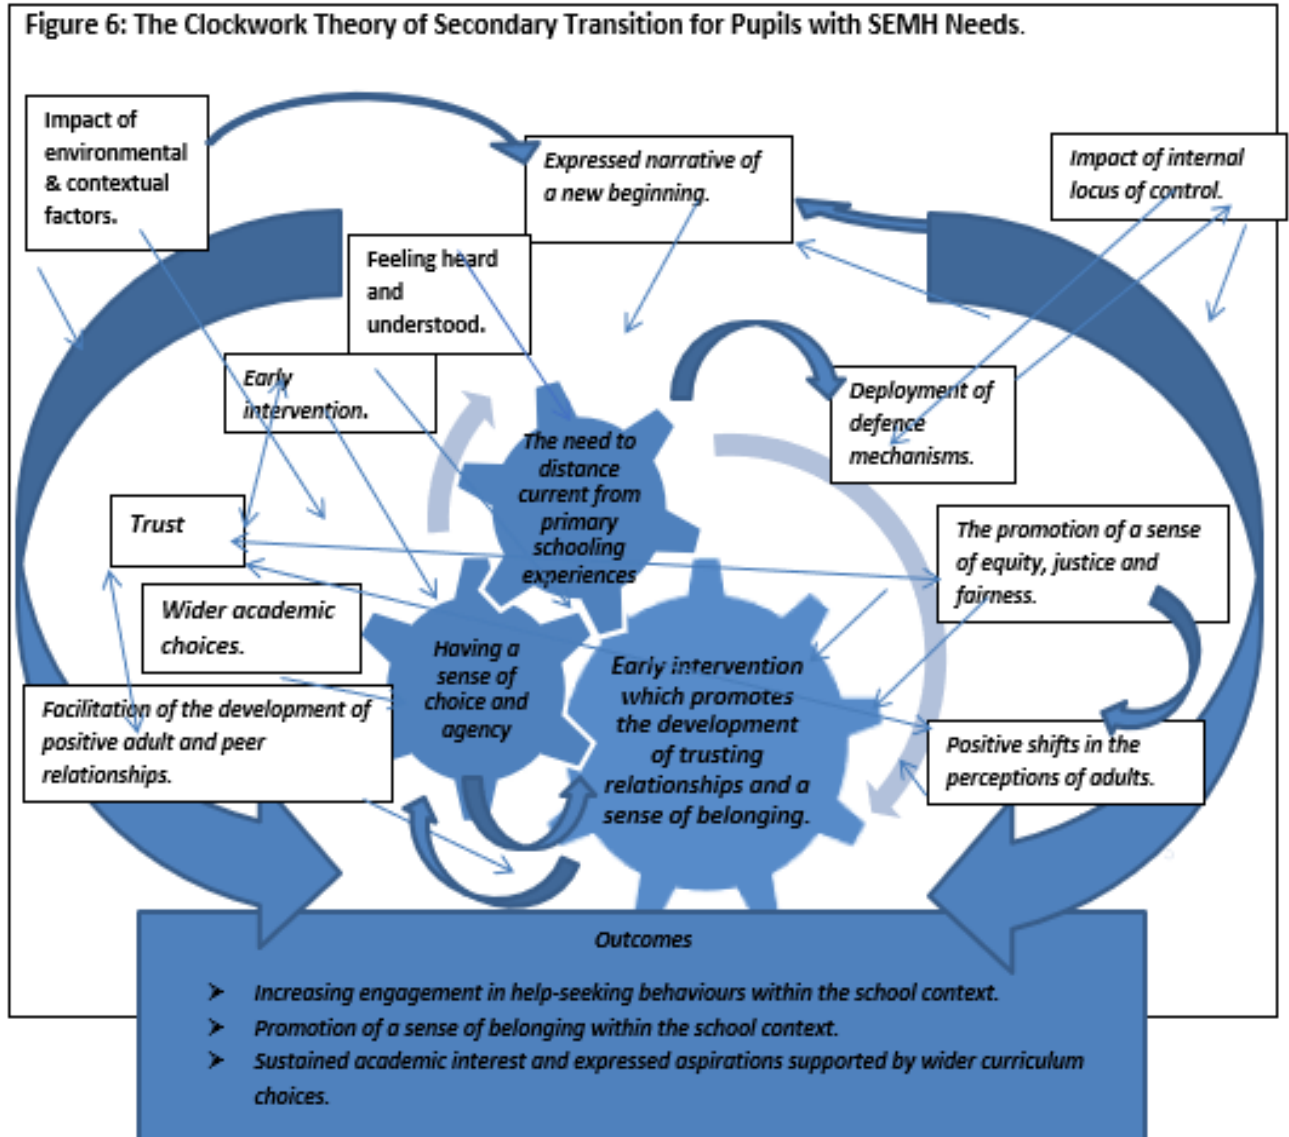 Figure 6: The Clockwork Theory of Secondary Transition for Pupils with SEMH Needs.
Impact of
environmental
& contextual
factors.
Expressed narrative of
a new beginning.
Impact of internal
locus of control.
Feeling heard
and
understood.
Early
intervention.
Deployment of
defence
mechanisms.
The need to
distance
current from
primary
schooling
experiences
Trust
The promotion of a sense
of equity, justice and
fairness.
Wider academic
choices.
Having a
sense of
choice and
agency
Early intervention
which promotes
the development
of trusting
relationships and a
sense of belonging.
Facilitation of the development of
positive adult and peer
relationships.
Positive shifts in the
perceptions of adults.
Outcomes
➤ Increasing engagement in help-seeking behaviours within the school context.
➤ Promotion of a sense of belonging within the school context.
➤ Sustained academic interest and expressed aspirations supported by wider curriculum
choices.